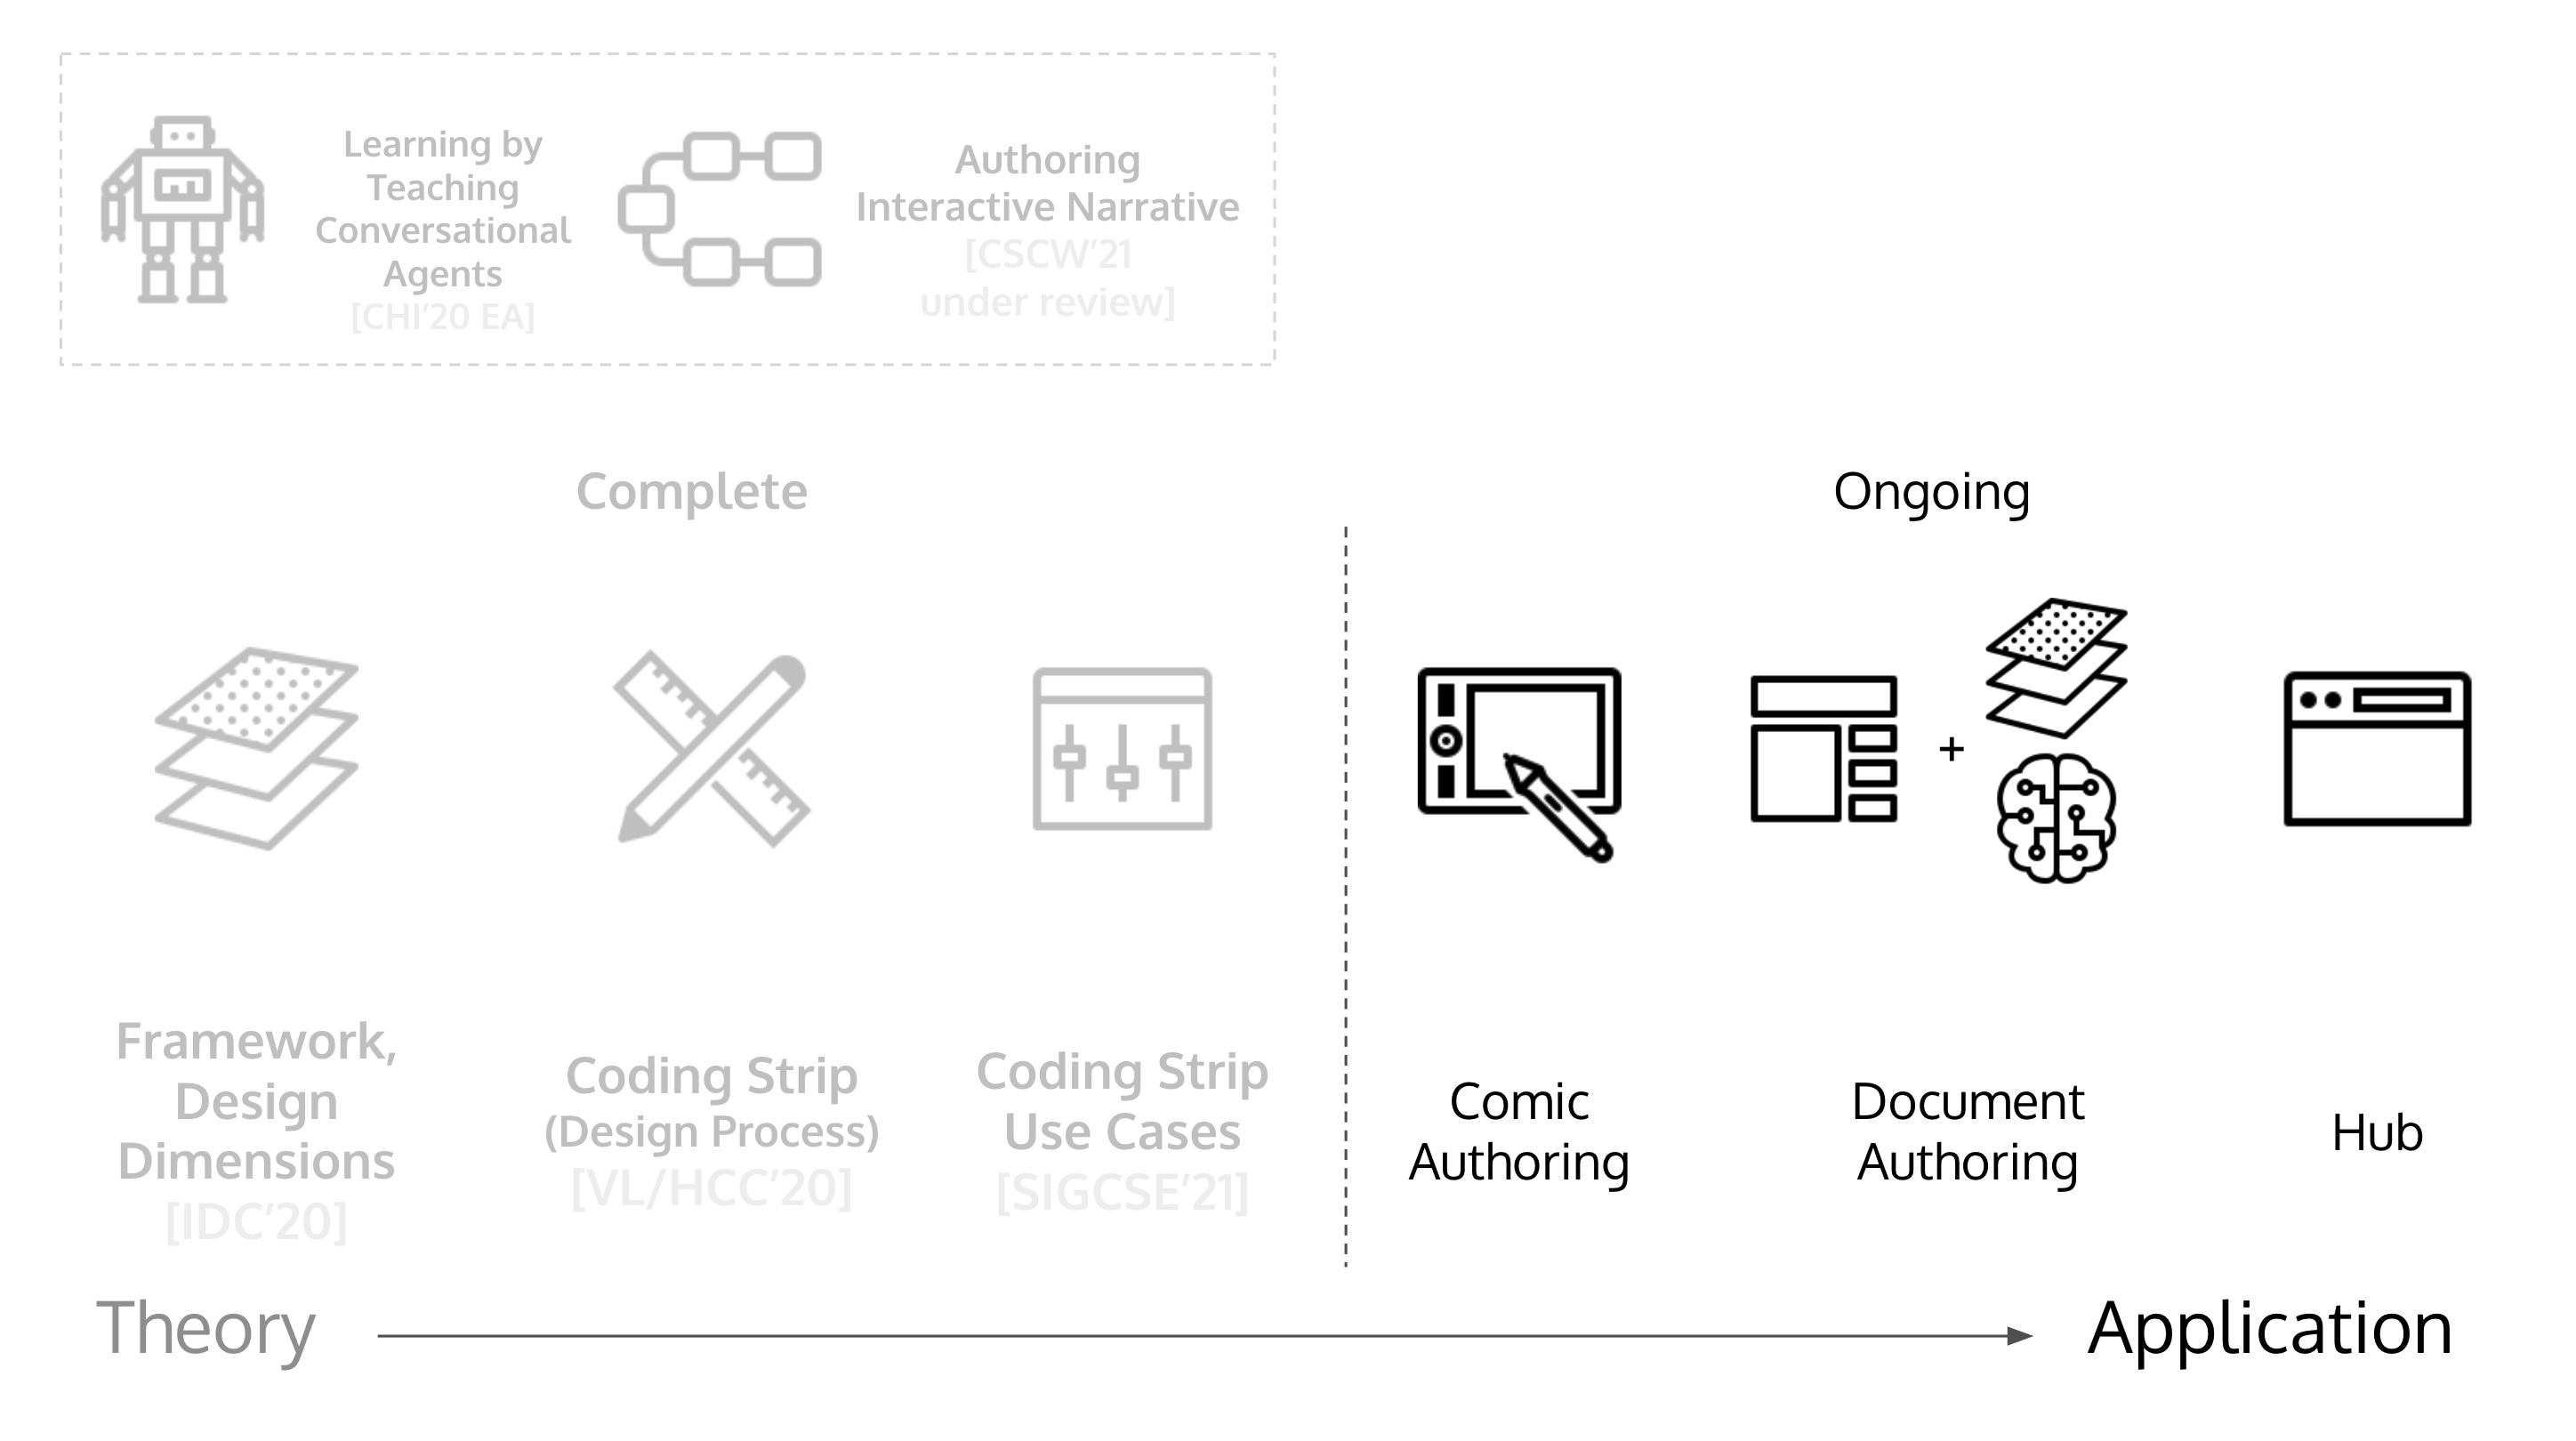 Learning by
Teaching
Conversational
Agents
[CHI’20 EA]
Authoring
Interactive Narrative
[CSCW’21
under review]
Complete
Ongoing
+
Framework,
Design
Dimensions
[IDC’20]
Coding Strip
(Design Process)
[VL/HCC’20]
Coding Strip
Use Cases
[SIGCSE’21]
Comic
Authoring
Document
Authoring
Hub
Theory
Application